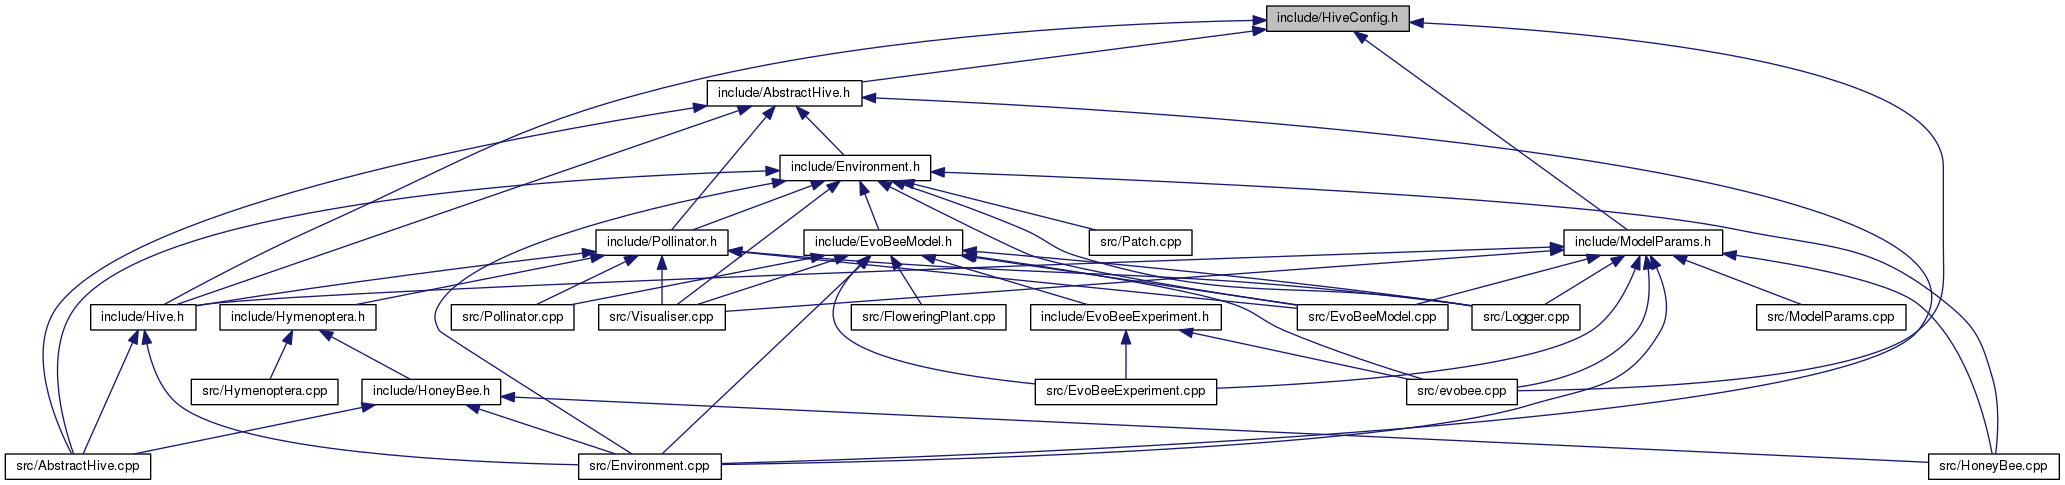 include/HiveConfig.h
include/AbstractHive.h
include/Environment.h
include/Pollinator.h
include/EvoBeeModel.h
src/Patch.cpp
include/ModelParams.h
include/Hive.h
include/Hymenoptera.h
src/Pollinator.cpp
src/Visualiser.cpp
src/FloweringPlant.cpp
include/EvoBeeExperiment.h
src/EvoBeeModel.cpp
src/Logger.cpp
src/ModelParams.cpp
src/Hymenoptera.cpp
include/HoneyBee.h
src/EvoBeeExperiment.cpp
src/evobee.cpp
src/AbstractHive.cpp
src/Environment.cpp
src/HoneyBee.cpp